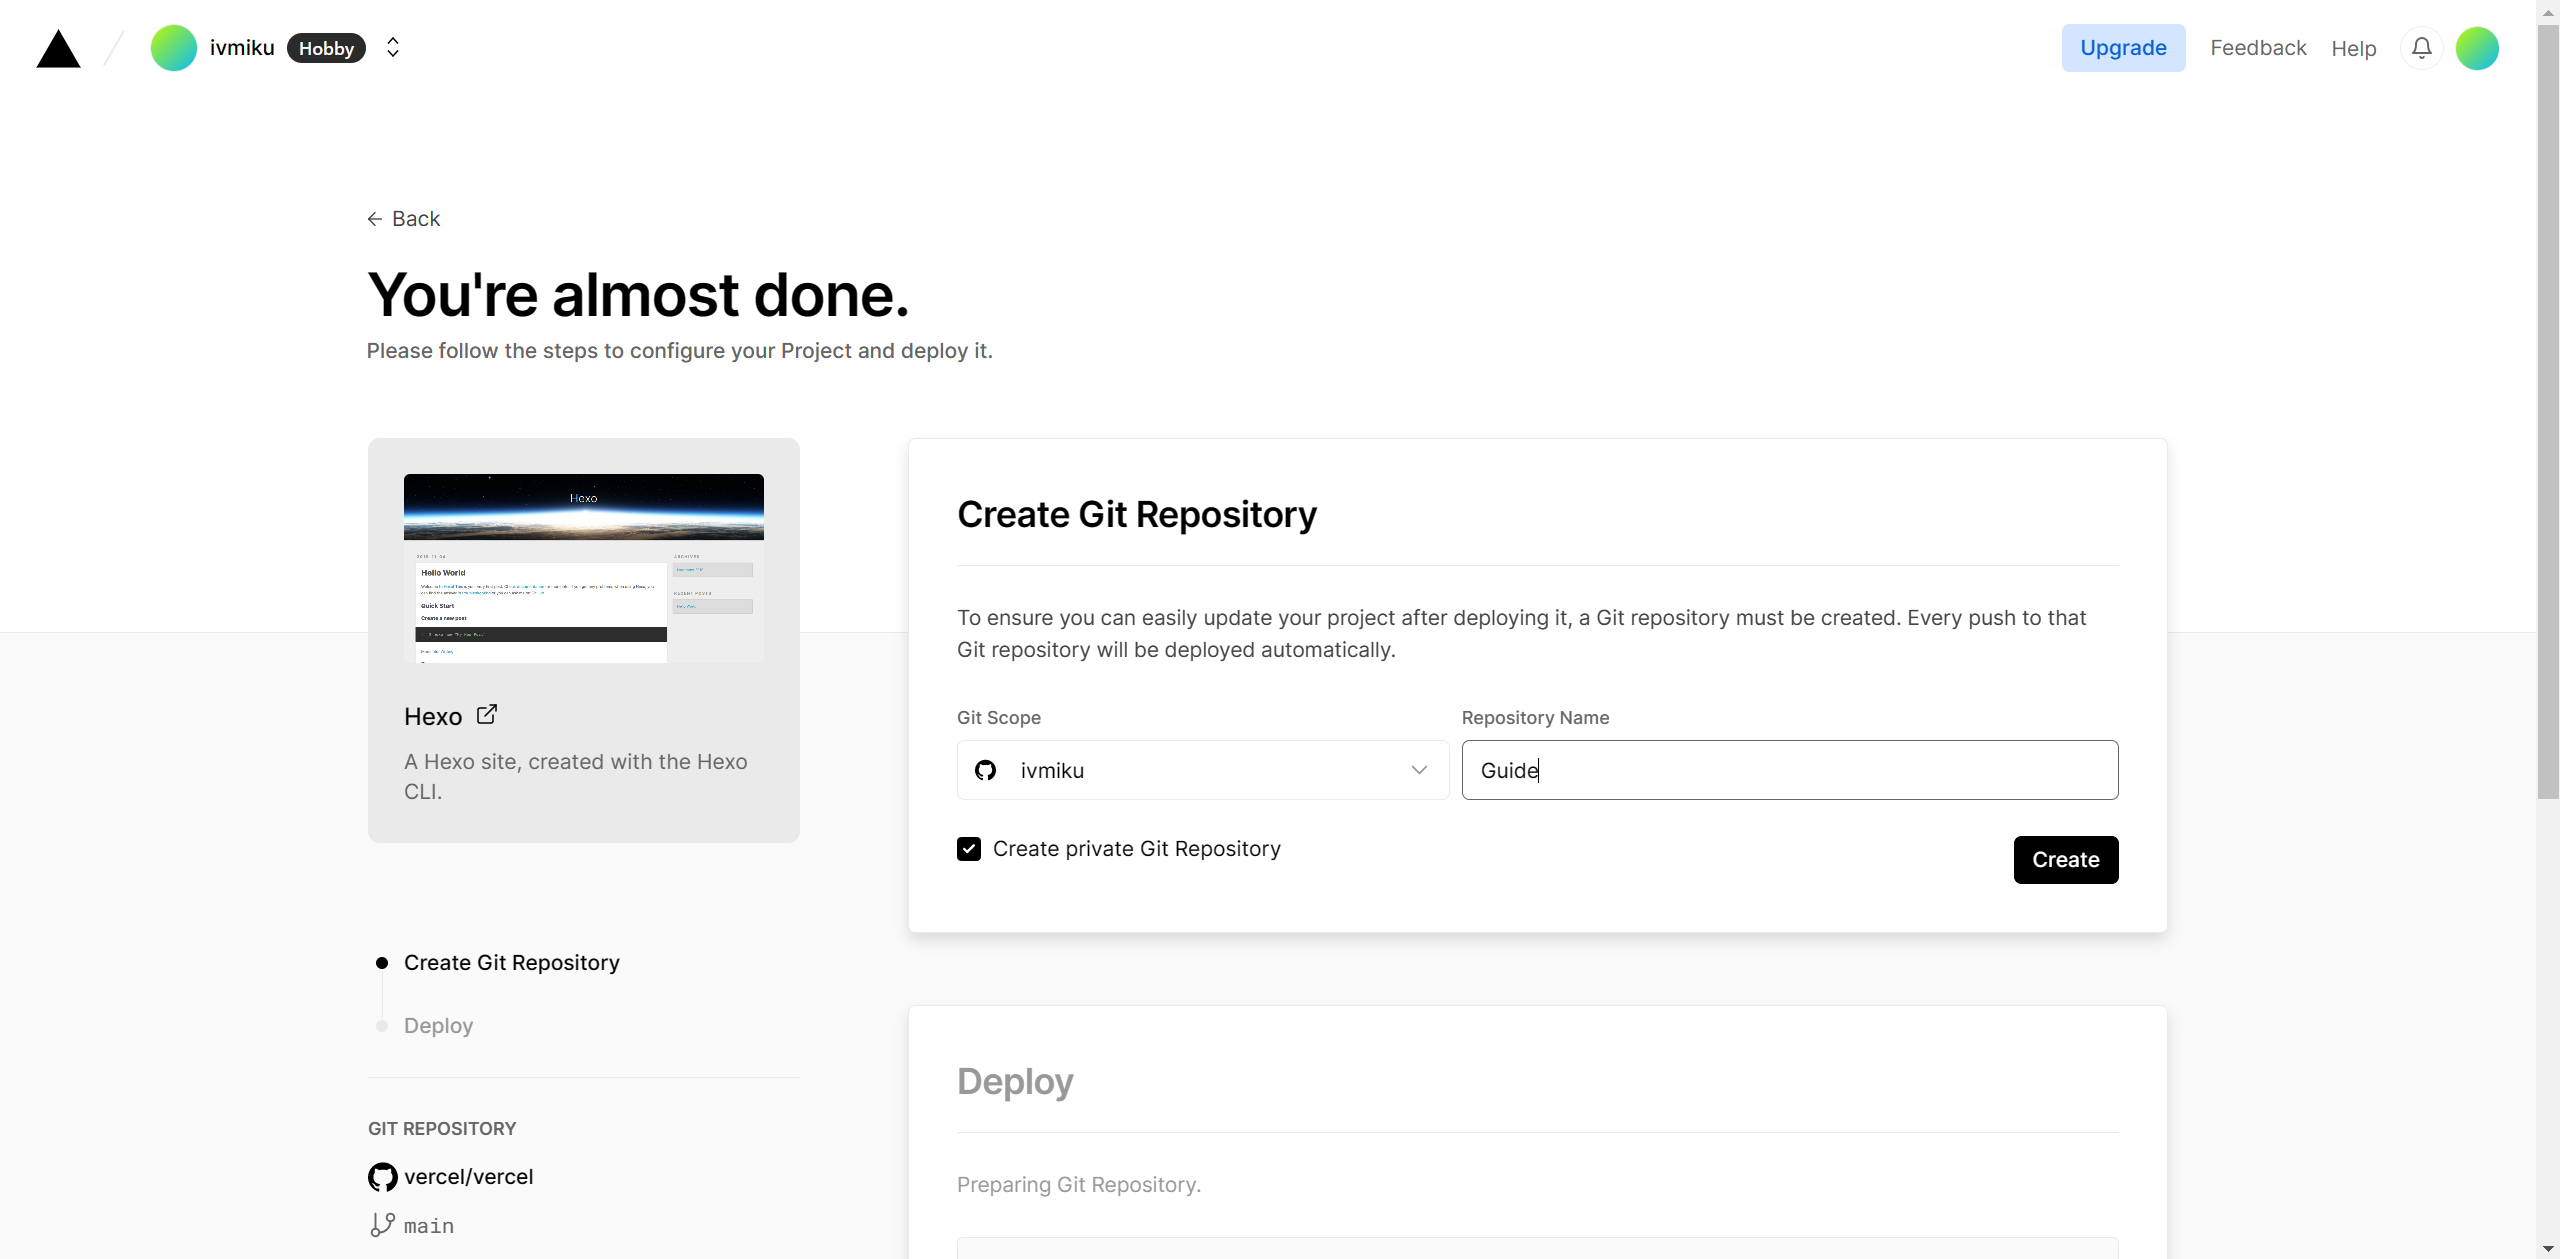 ivmiku Hobby
Upgrade Feedback Help
Back
You're almost done.
Please follow the steps to configure your Project and deploy it.
Hexo
Hello World
Quick Start
Create a new post
Hexo
A Hexo site, created with the Hexo
CLI.
Create Git Repository
Deploy
GIT REPOSITORY
vercel/vercel
main
Create Git Repository
To ensure you can easily update your project after deploying it, a Git repository must be created. Every push to that
Git repository will be deployed automatically.
Git Scope
ivmiku
Repository Name
Guide
Create private Git Repository
Create
Deploy
Preparing Git Repository.